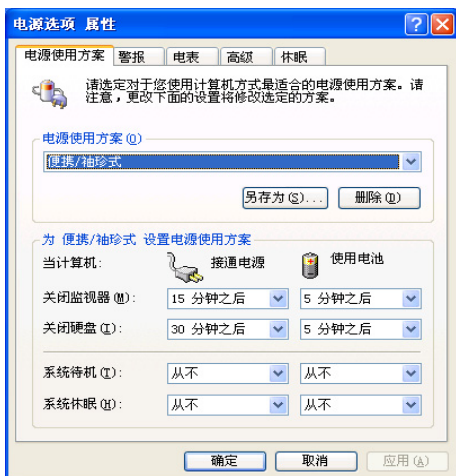 电源选项 属性
电源使用方案 警报 电表 高级 休眠
请选定对于您使用计算机方式最适合的电源使用方案。请
注意，更改下面的设置将修改选定的方案。
电源使用方案(O)
便携/袖珍式
另存为(S)... 删除(D)
为 便携/袖珍式 设置电源使用方案
当计算机: 接通电源 使用电池
关闭监视器(M): 15 分钟之后 5 分钟之后
关闭硬盘(I): 30 分钟之后 5 分钟之后
系统待机(T): 从不 从不
系统休眠(H): 从不 从不
确定 取消 应用(A)